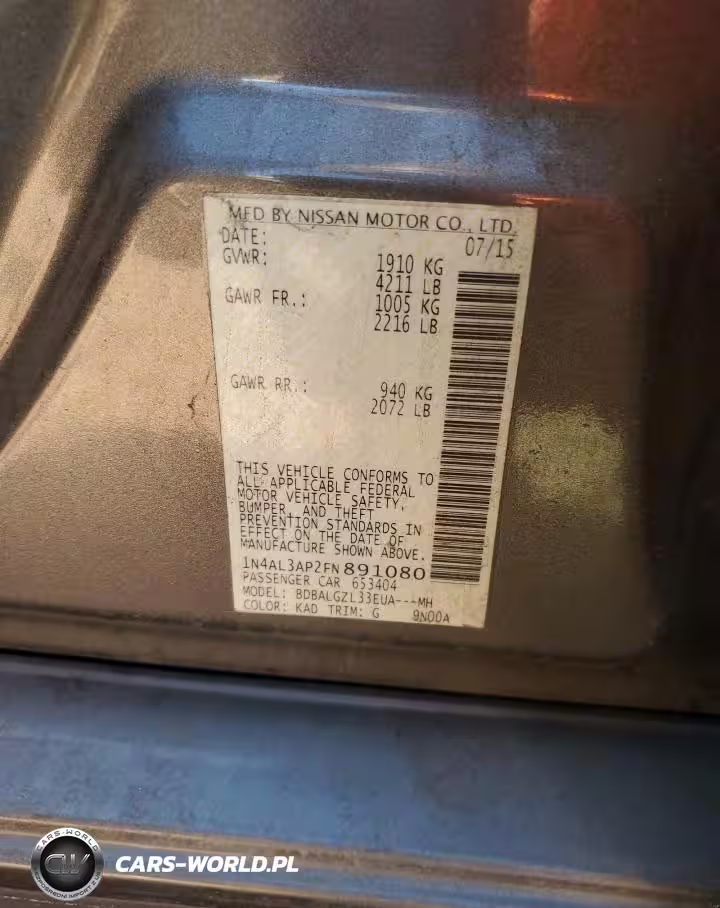 MFD BY NISSAN MOTOR CO., LTD.
DATE: 07/15
GVWR: 1910 KG
4211 LB
GAWR FR.: 1005 KG
2216 LB
GAWR RR.: 940 KG
2072 LB
THIS VEHICLE CONFORMS TO
ALL APPLICABLE FEDERAL
MOTOR VEHICLE SAFETY,
BUMPER, AND THEFT
PREVENTION STANDARDS IN
EFFECT ON THE DATE OF
MANUFACTURE SHOWN ABOVE.
1N4AL3AP2FN891080
PASSENGER CAR 653404
MODEL: BDBALGZL33EUA---MH
COLOR: KAD TRIM: G 9N00A
CARS-WORLD
CW
CARS-WORLD.PL